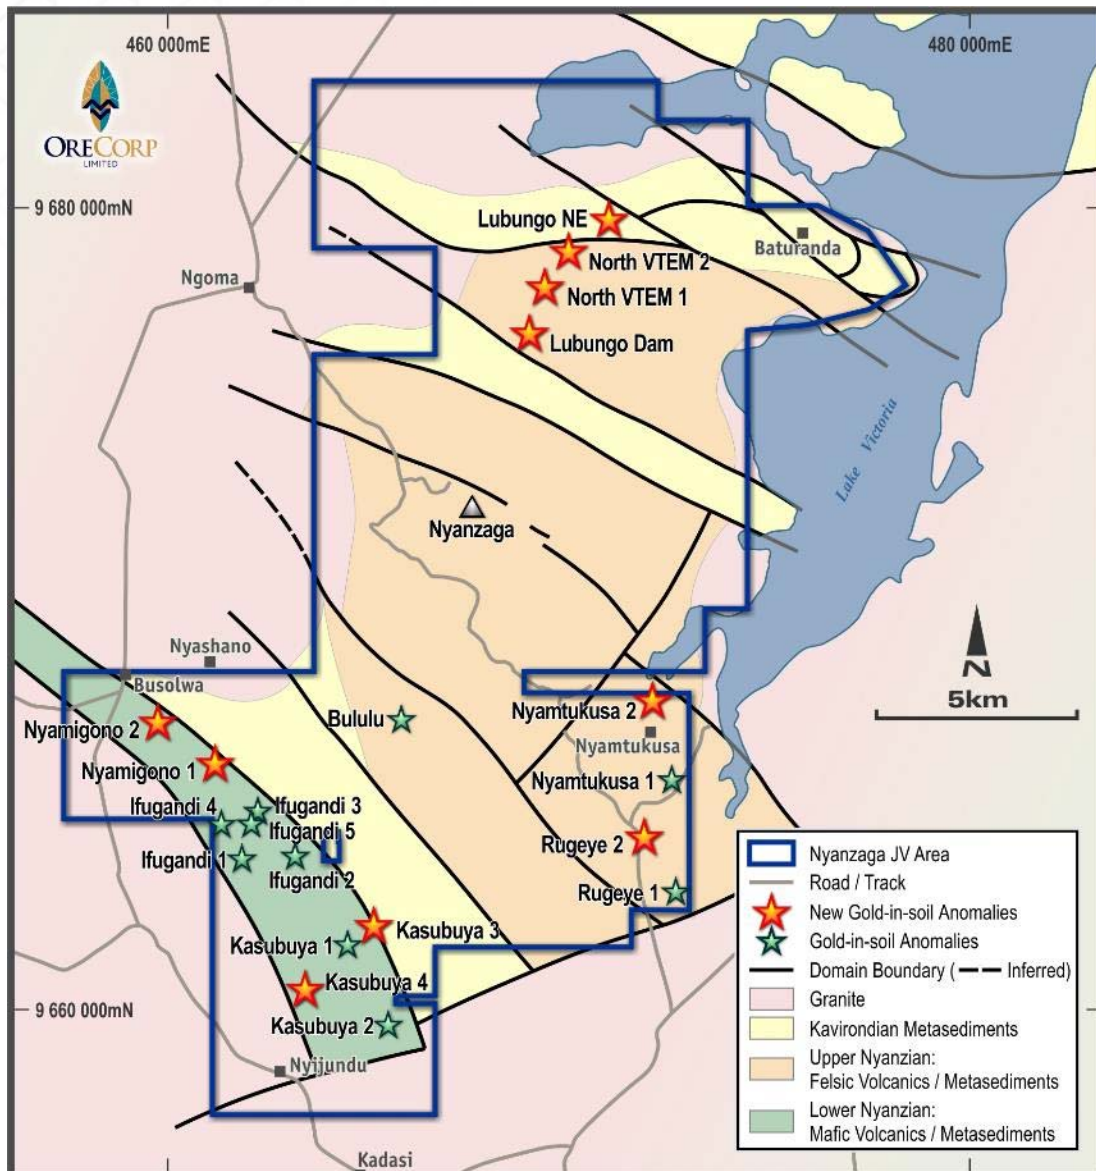 460 000mE
480 000mE
ORECORP
LIMITED
9 680 000mN
Lubungo NE
Baturanda
North VTEM 2
Ngoma
North VTEM 1
Lubungo Dam
Lake Victoria
Nyanzaga
N
5km
Nyashano
Busolwa
Nyamtukusa 2
Bululu
Nyamigono 2
Nyamtukusa
Nyamigono 1
Nyamtukusa 1
Ifugandi 4
Ifugandi 3
Ifugandi 5
Rugeye 2
Ifugandi 1
Ifugandi 2
Rugeye 1
Kasubuya 3
Kasubuya 1
Kasubuya 4
9 660 000mN
Kasubuya 2
Nyijundu
Kadasi
Nyanzaga JV Area
Road / Track
New Gold-in-soil Anomalies
Gold-in-soil Anomalies
Domain Boundary ( Inferred)
Granite
Kavirondian Metasediments
Upper Nyanzian:
Felsic Volcanics / Metasediments
Lower Nyanzian:
Mafic Volcanics / Metasediments